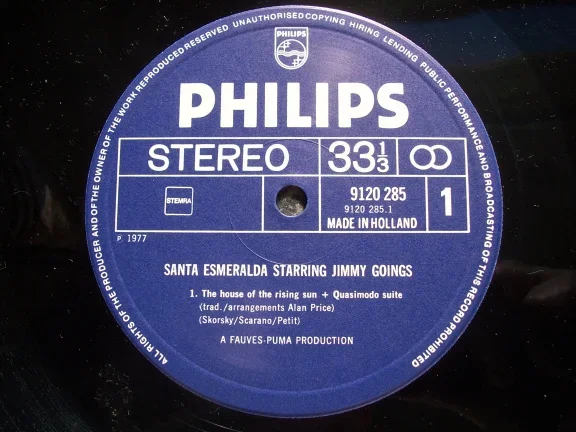 ALL RIGHTS OF THE PRODUCER AND OF THE OWNER OF THE WORK REPRODUCED RESERVED UNAUTHORISED COPYING HIRING LENDING PUBLIC PERFORMANCE AND BROADCASTING OF THIS RECORD PROHIBITED
PHILIPS
PHILIPS
STEREO
33 1/3
STEMRA
9120 285
9120 285.1
MADE IN HOLLAND
1
P 1977
SANTA ESMERALDA STARRING JIMMY GOINGS
1. The house of the rising sun + Quasimodo suite
(trad./arrangements Alan Price)
(Skorsky/Scarano/Petit)
A FAUVES-PUMA PRODUCTION